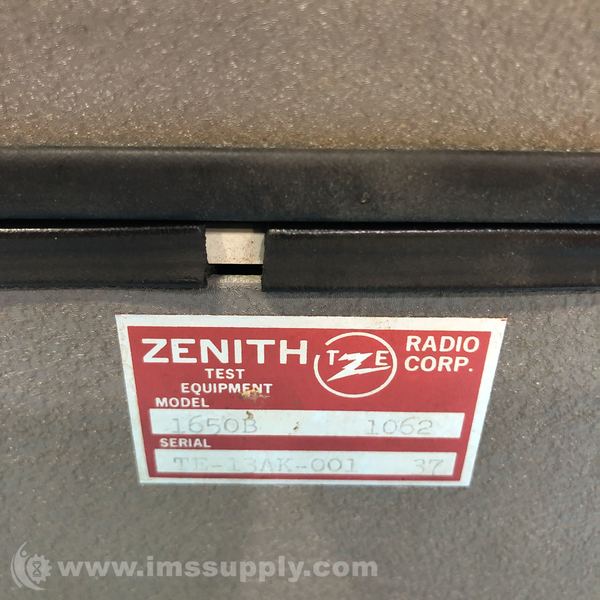 ZENITH TZE RADIO CORP.
TEST
EQUIPMENT
MODEL
1650B 1062
SERIAL
TE-13AK-001 37
www.imssupply.com